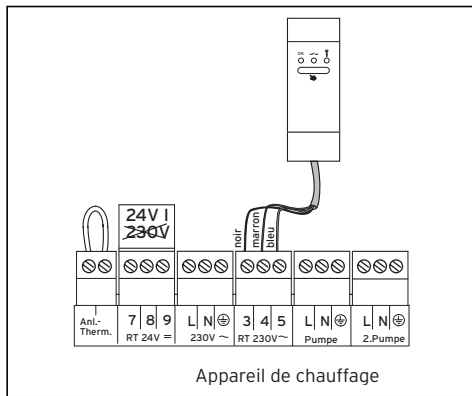 OK
24V I
230V
noir
marron
bleu
Anl.-
Therm.
7 8 9
RT 24V =
L N
230V ~
3 4 5
RT 230V~
L N
Pumpe
L N
2.Pumpe
Appareil de chauffage